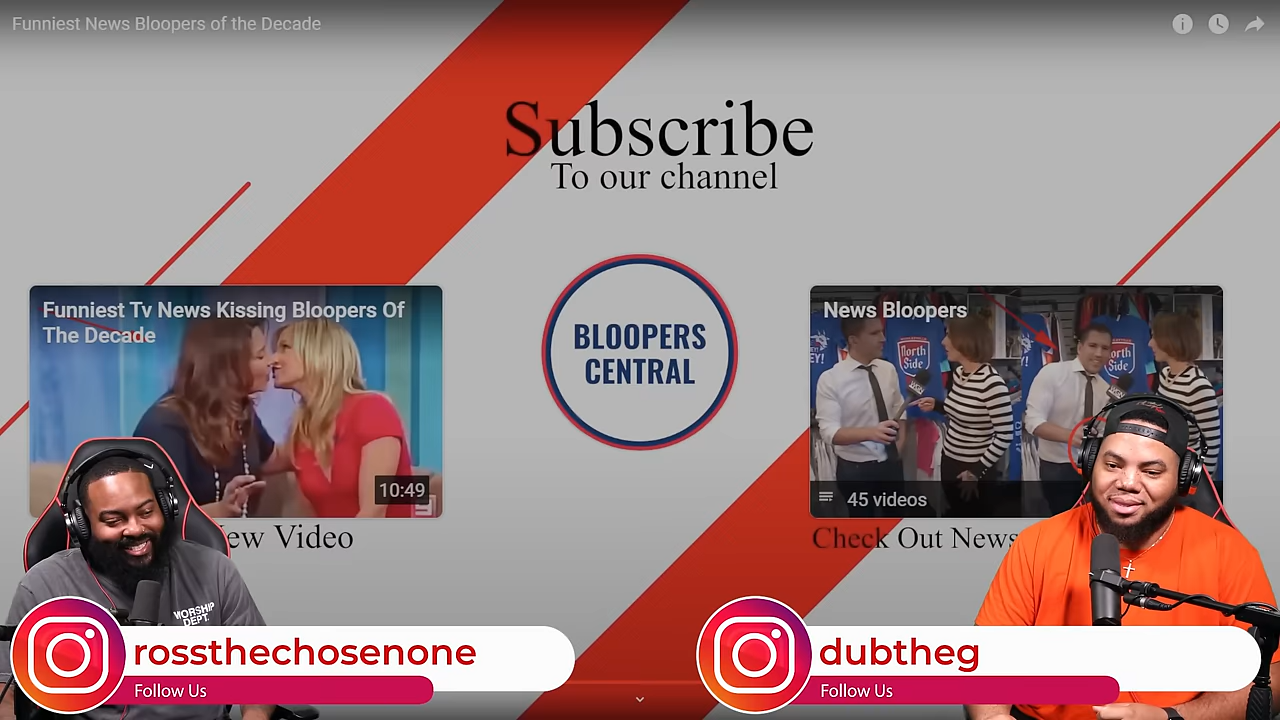 Funniest News Bloopers of the Decade
Subscribe
To our channel
Funniest Tv News Kissing Bloopers Of
The Decade
10:49
BLOOPERS
CENTRAL
News Bloopers
North
Side
North
Side
45 videos
ew Video
Check Out News
WORSHIP
DEPT.
rossthechosenone
Follow Us
dubtheg
Follow Us